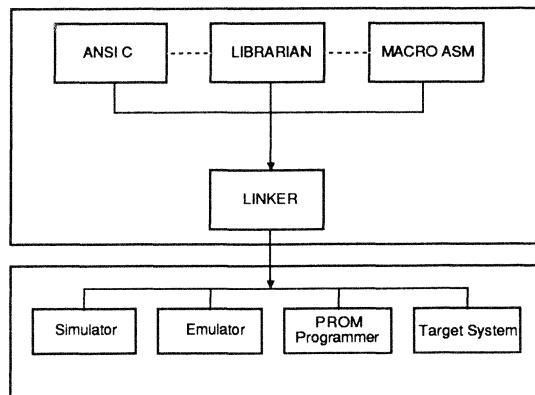 ANSI C
LIBRARIAN
MACRO ASM
LINKER
Simulator
Emulator
PROM
Programmer
Target System